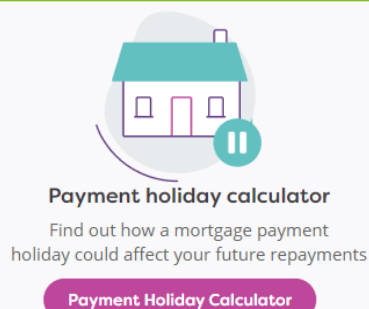 Payment holiday calculator
Find out how a mortgage payment
holiday could affect your future repayments
Payment Holiday Calculator